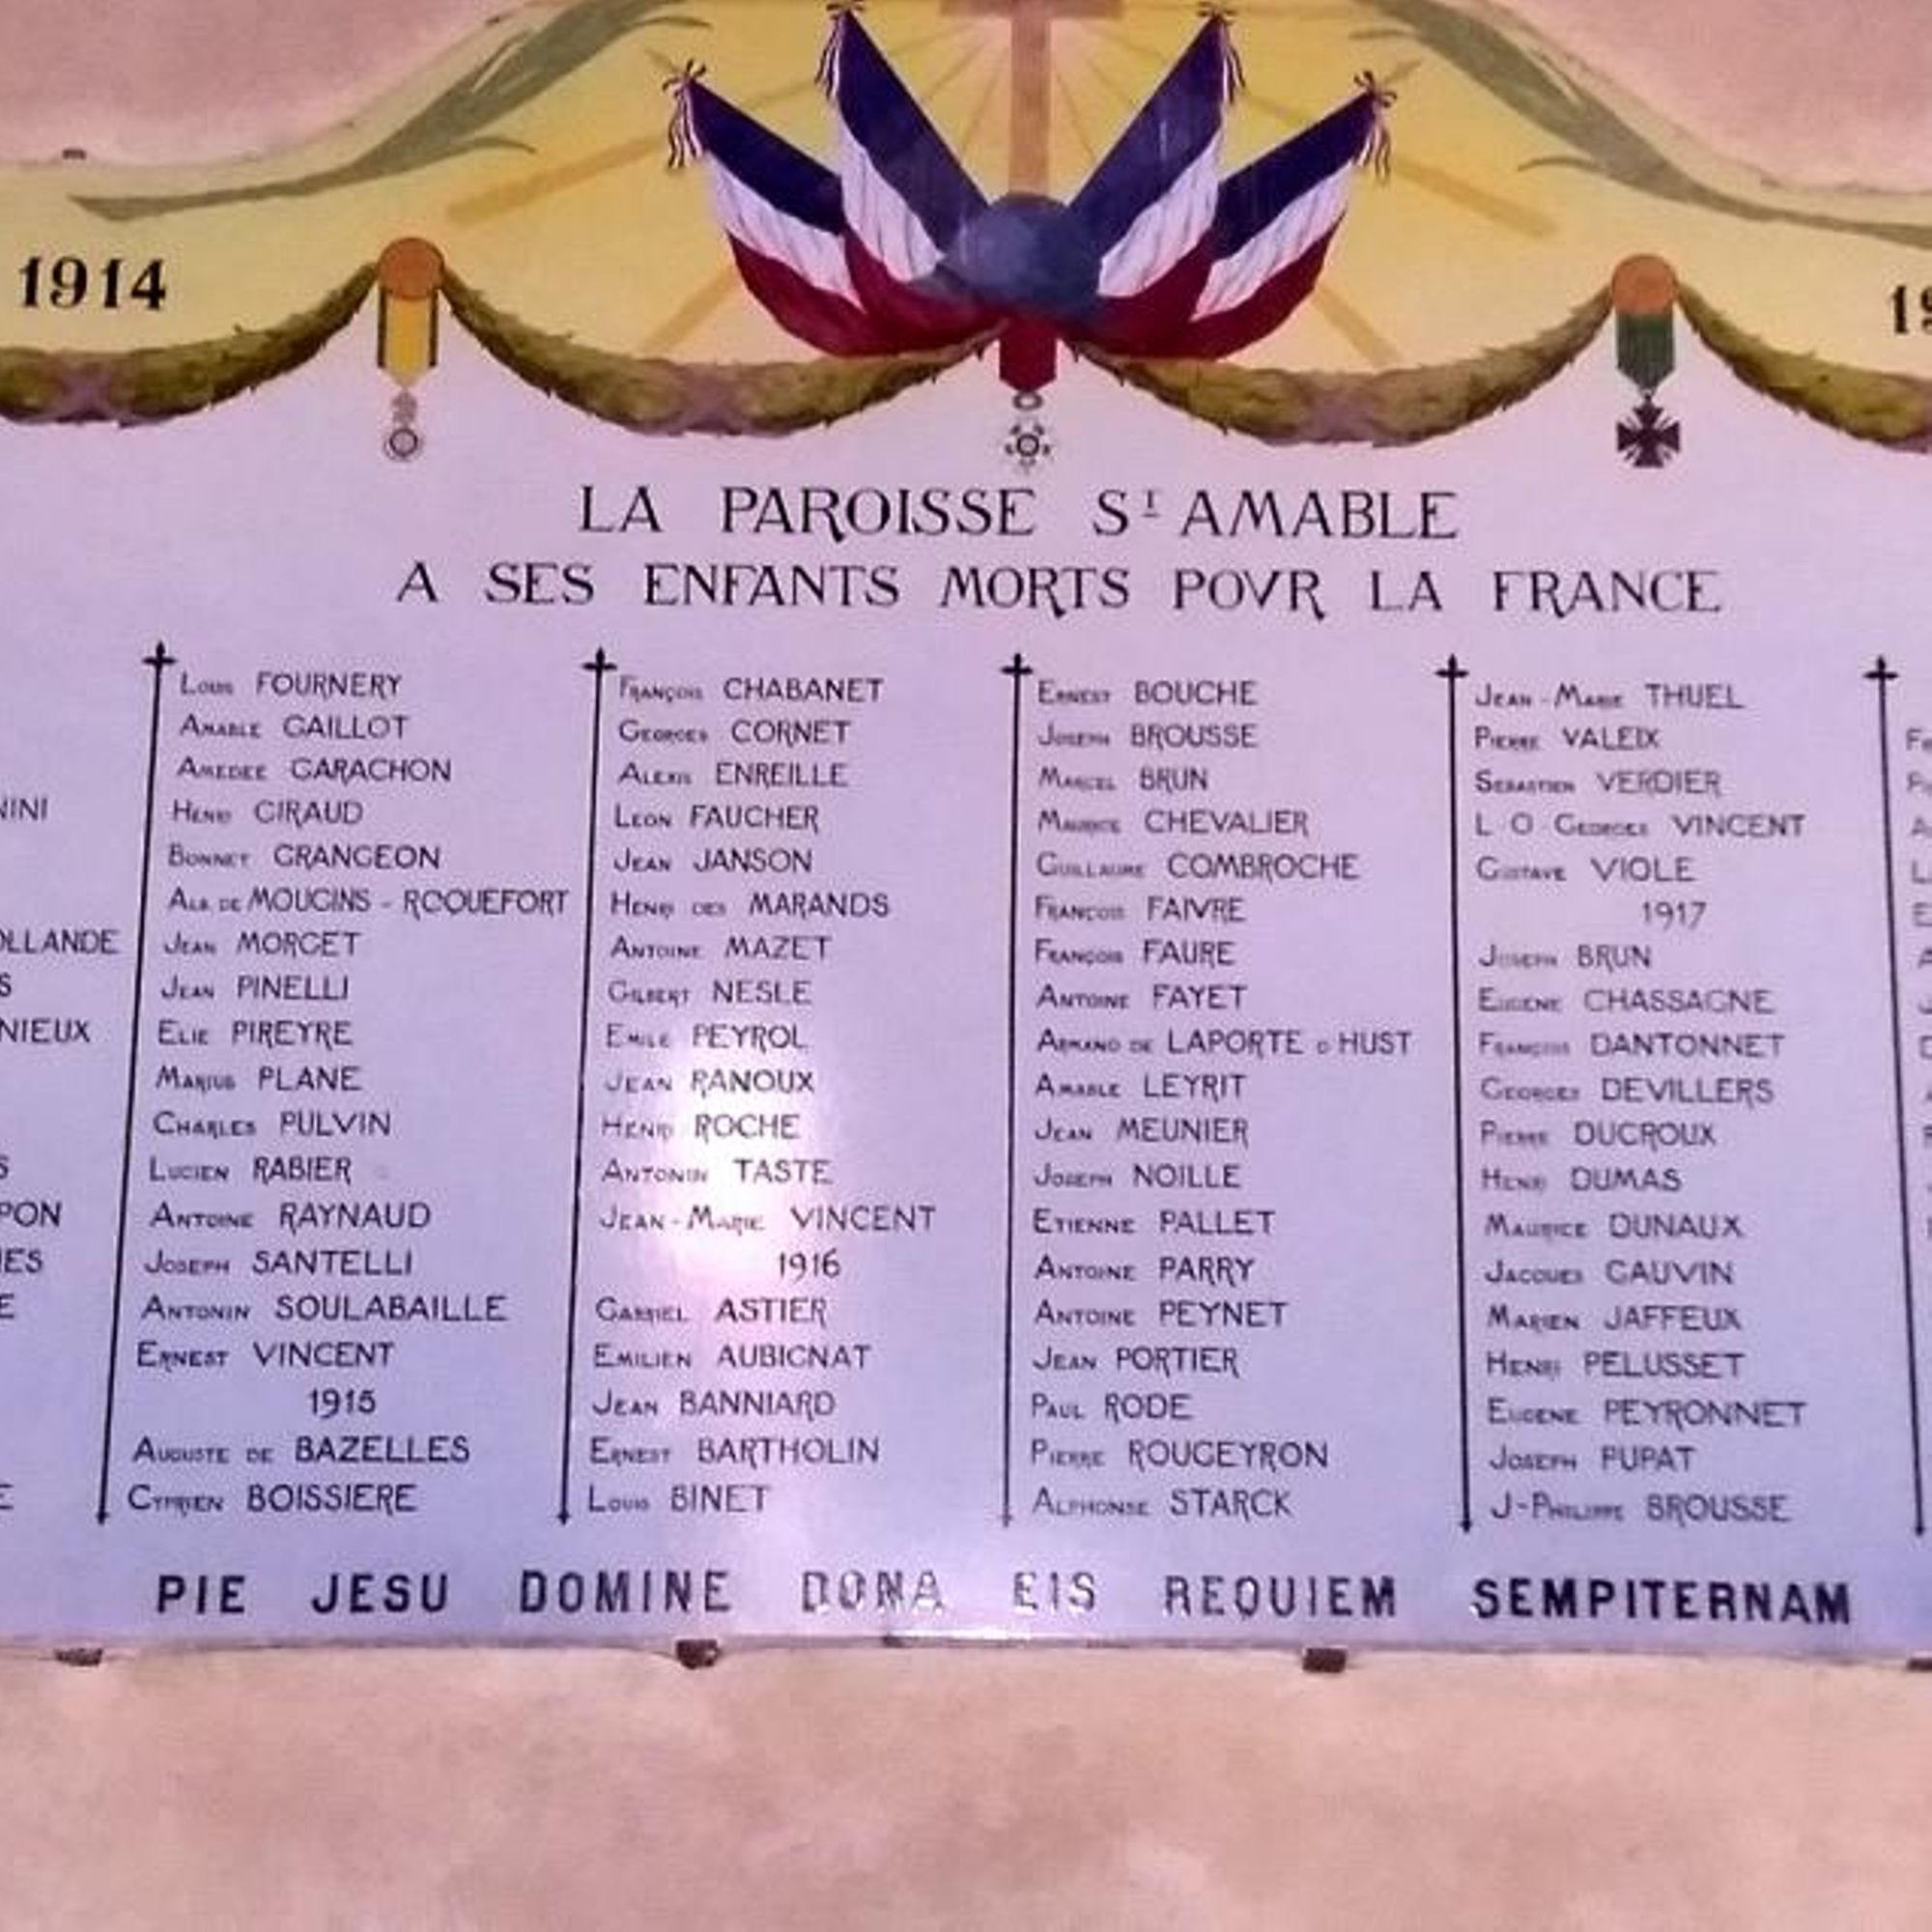 1914
LA PAROISSE Sᵀ AMABLE
A SES ENFANTS MORTS POVR LA FRANCE
OLLANDE
NIEUX
Louis FOURNERY
Amable GAILLOT
Amedee GARACHON
Henri GIRAUD
Bonnet GRANGEON
Alb. de MOUGINS - ROQUEFORT
Jean MORGET
Jean PINELLI
Elie PIREYRE
Marius PLANE
Charles PULVIN
Lucien RABIER
Antoine RAYNAUD
Joseph SANTELLI
Antonin SOULABAILLE
Ernest VINCENT
1915
Auguste de BAZELLES
Cyprien BOISSIERE
François CHABANET
Georges CORNET
Alexis ENREILLE
Leon FAUCHER
Jean JANSON
Henri des MARANDS
Antoine MAZET
Gilbert NESLE
Emile PEYROL
Jean RANOUX
Henri ROCHE
Antonin TASTE
Jean-Marie VINCENT
1916
Gabriel ASTIER
Emilien AUBIGNAT
Jean BANNIARD
Ernest BARTHOLIN
Louis BINET
Ernest BOUCHE
Joseph BROUSSE
Marcel BRUN
Maurice CHEVALIER
Guillaume COMBROCHE
François FAIVRE
François FAURE
Antoine FAYET
Armand de LAPORTE d HUST
Amable LEYRIT
Jean MEUNIER
Joseph NOILLE
Etienne PALLET
Antoine PARRY
Antoine PEYNET
Jean PORTIER
Paul RODE
Pierre ROUGEYRON
Alphonse STARCK
Jean-Marie THUEL
Pierre VALEIX
Sebastien VERDIER
L O Georges VINCENT
Gustave VIOLE
1917
Joseph BRUN
Eugene CHASSAGNE
François DANTONNET
Georges DEVILLERS
Pierre DUCROUX
Henri DUMAS
Maurice DUNAUX
Jacques GAUVIN
Marien JAFFEUX
Henri PELUSSET
Eugene PEYRONNET
Joseph PUPAT
J-Philippe BROUSSE
PIE JESU DOMINE DONA EIS REQUIEM SEMPITERNAM